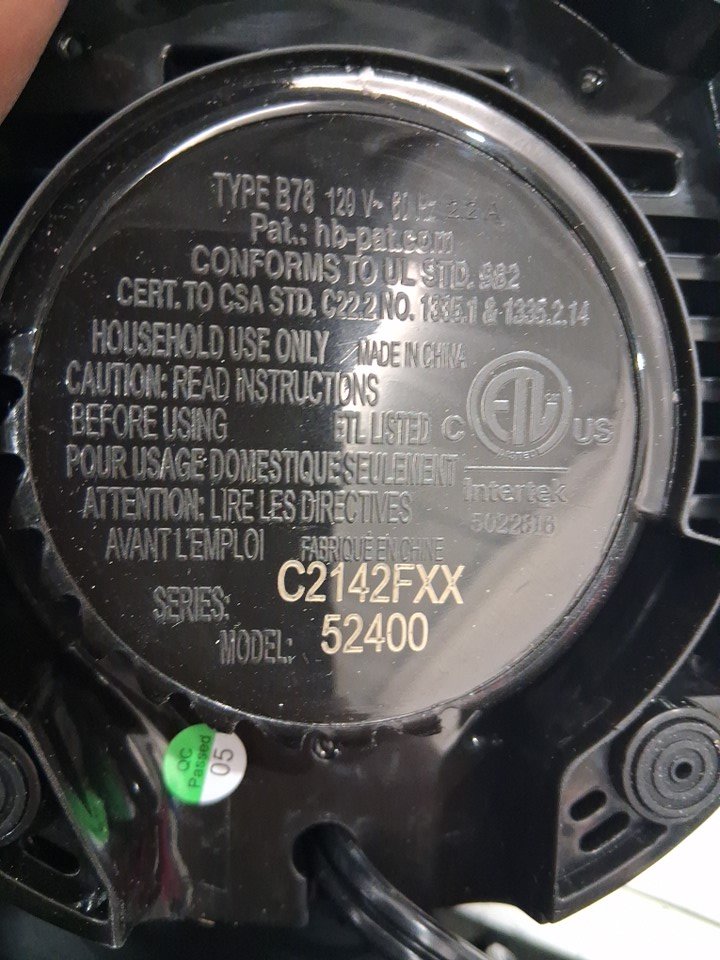 TYPE B78 120 V~ 60 Hz 2.2 A
Pat.: hb-pat.com
CONFORMS TO UL STD. 982
CERT. TO CSA STD. C22.2 NO. 1335.1 & 1335.2.14
HOUSEHOLD USE ONLY MADE IN CHINA
CAUTION: READ INSTRUCTIONS
BEFORE USING ETL LISTED
POUR USAGE DOMESTIQUE SEULEMENT
ATTENTION: LIRE LES DIRECTIVES
AVANT L'EMPLOI FABRIQUÉ EN CHINE
C ETL US
LISTED
Intertek
SERIES: C2142FXX
MODEL: 52400
QC
Passed
05